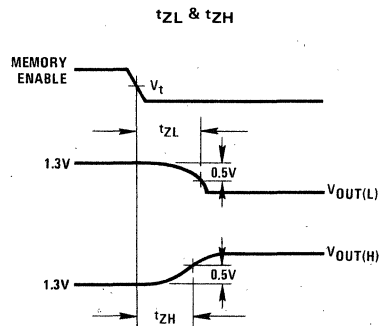 tZL & tZH
MEMORY
ENABLE
Vt
tZL
1.3V
0.5V
VOUT(L)
VOUT(H)
0.5V
1.3V
tZH